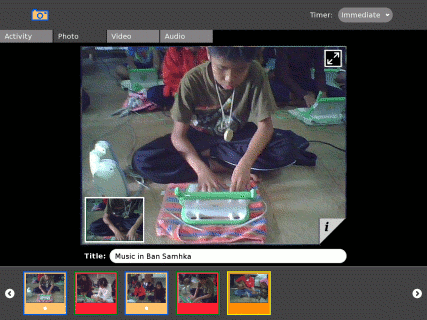 Timer: Immediate
Activity Photo Video Audio
i
Title: Music in Ban Samhka